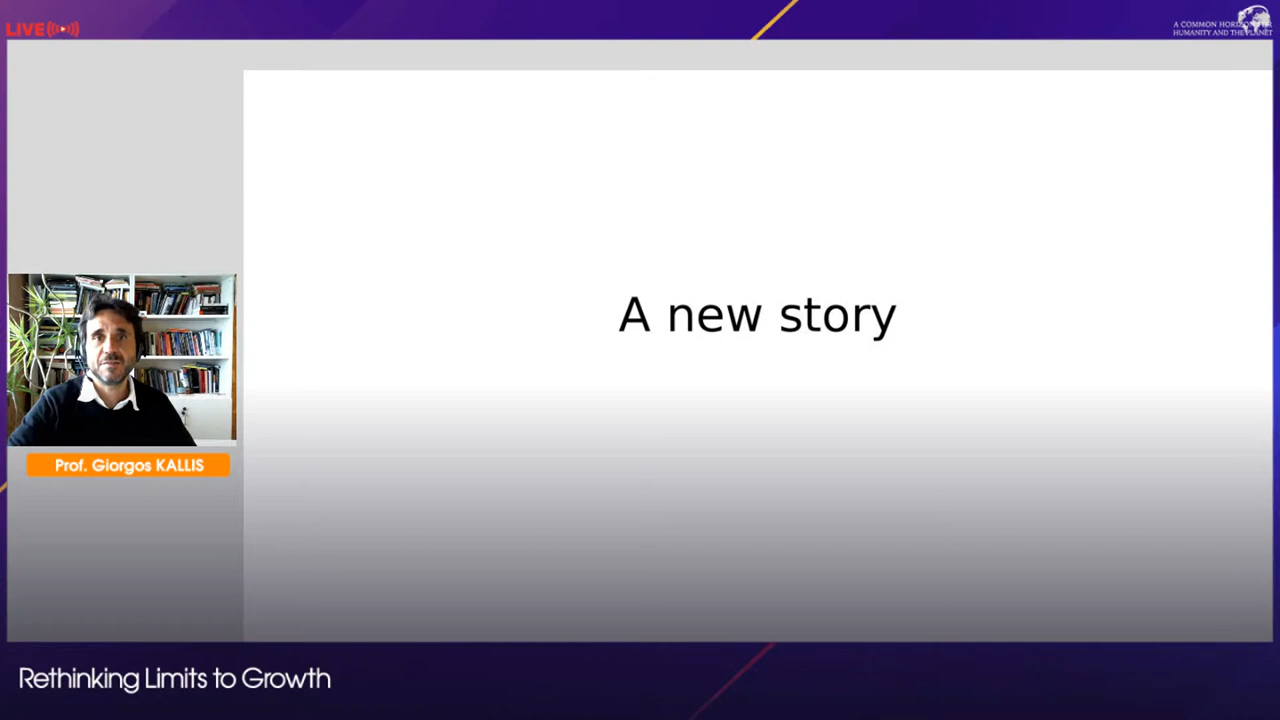 LIVE
A COMMON HORIZON FOR
HUMANITY AND THE PLANET
A new story
Prof. Giorgos KALLIS
Rethinking Limits to Growth